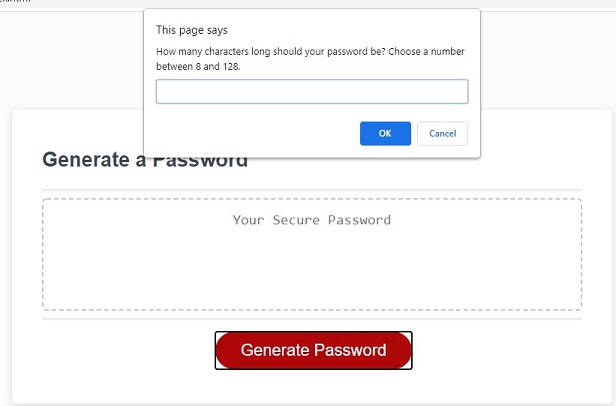 This page says
How many characters long should your password be? Choose a number
between 8 and 128.
OK
Cancel
Generate a Password
Your Secure Password
Generate Password